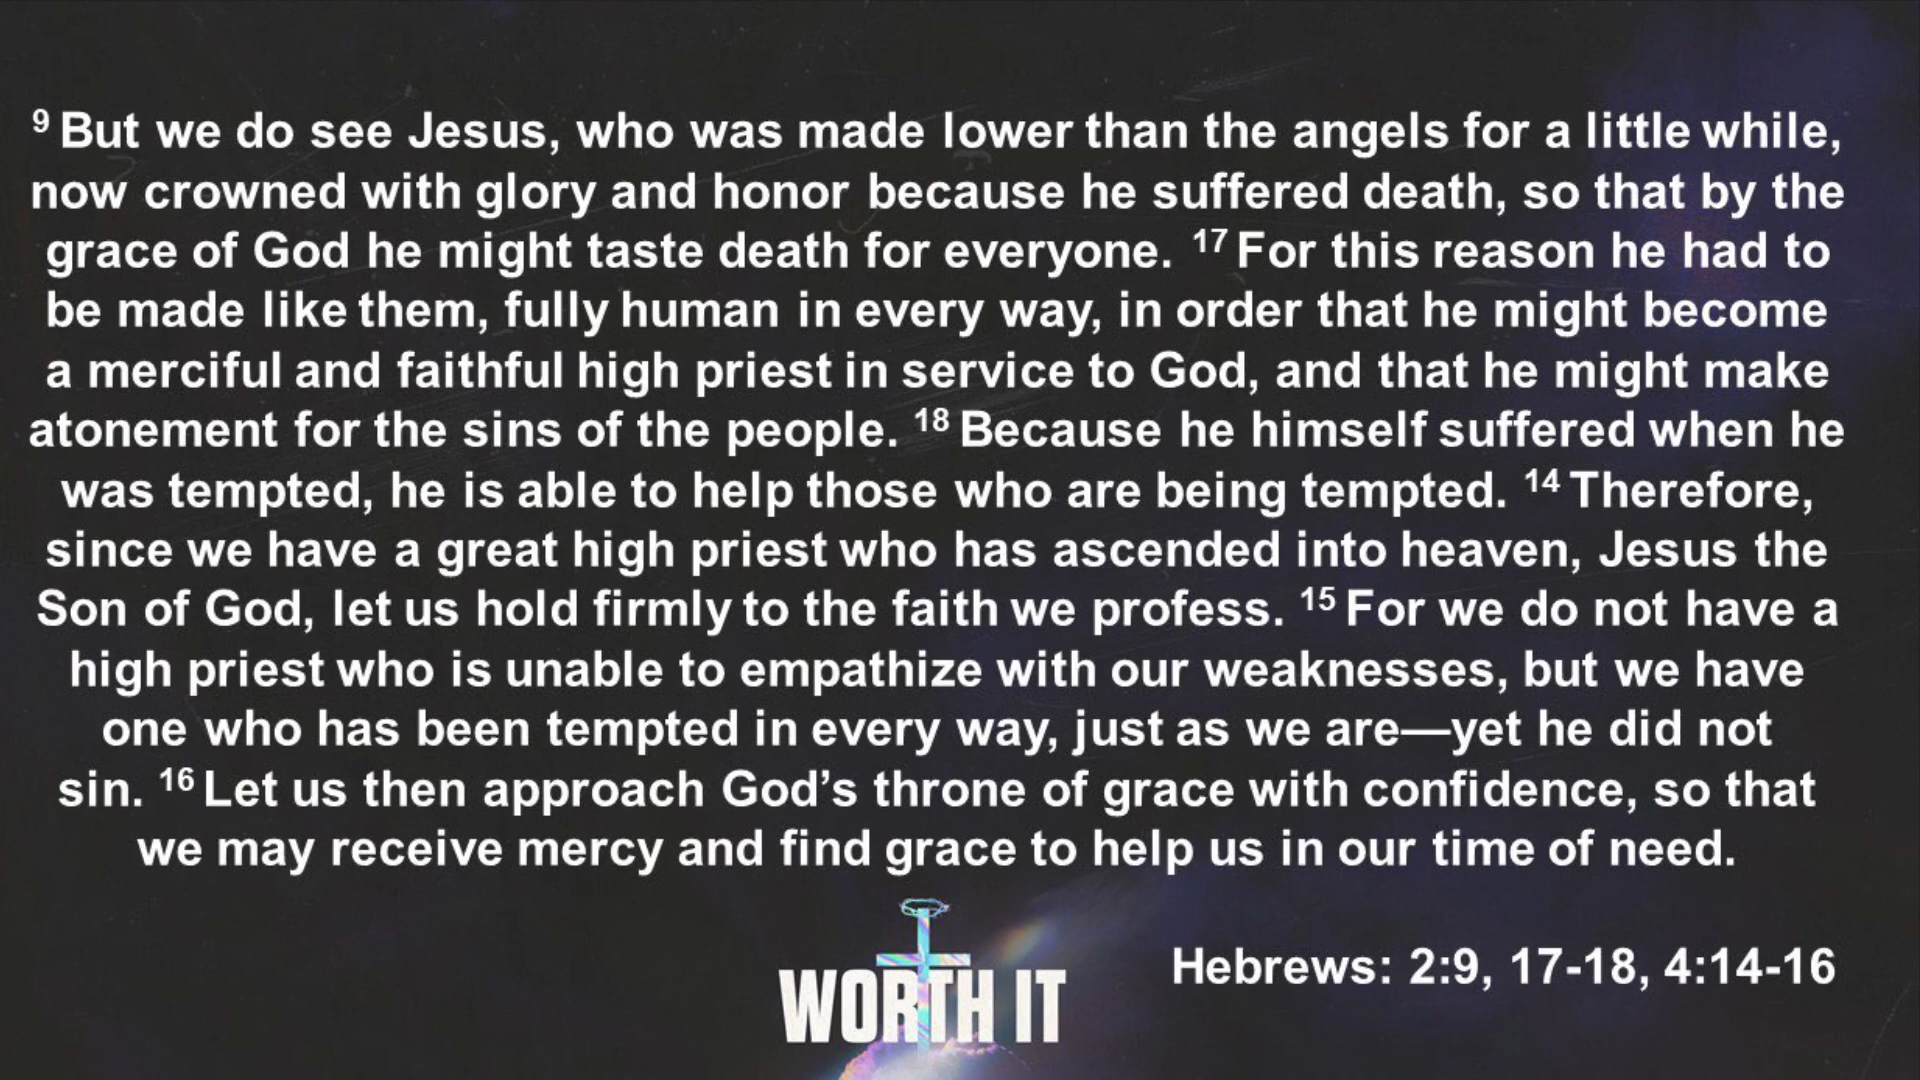 9 But we do see Jesus, who was made lower than the angels for a little while,
now crowned with glory and honor because he suffered death, so that by the
grace of God he might taste death for everyone. 17 For this reason he had to
be made like them, fully human in every way, in order that he might become
a merciful and faithful high priest in service to God, and that he might make
atonement for the sins of the people. 18 Because he himself suffered when he
was tempted, he is able to help those who are being tempted. 14 Therefore,
since we have a great high priest who has ascended into heaven, Jesus the
Son of God, let us hold firmly to the faith we profess. 15 For we do not have a
high priest who is unable to empathize with our weaknesses, but we have
one who has been tempted in every way, just as we are—yet he did not
sin. 16 Let us then approach God’s throne of grace with confidence, so that
we may receive mercy and find grace to help us in our time of need.
Hebrews: 2:9, 17-18, 4:14-16
WORTH IT